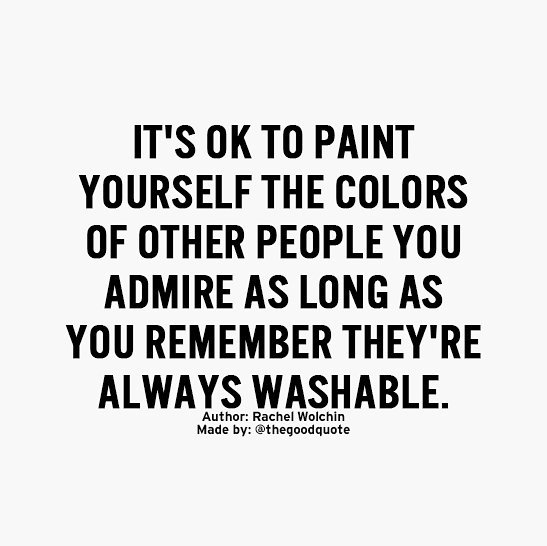 IT'S OK TO PAINT
YOURSELF THE COLORS
OF OTHER PEOPLE YOU
ADMIRE AS LONG AS
YOU REMEMBER THEY'RE
ALWAYS WASHABLE.
Author: Rachel Wolchin
Made by: @thegoodquote